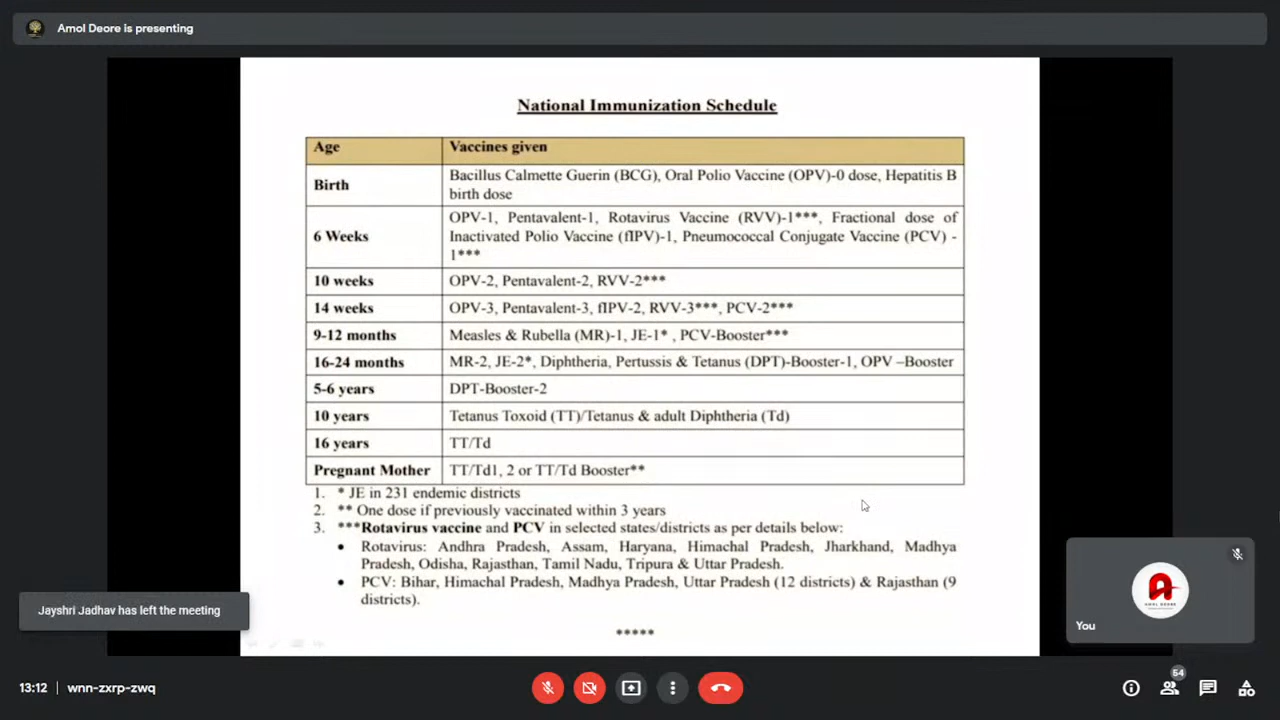 Amol Deore is presenting
National Immunization Schedule
Age Vaccines given
Birth Bacillus Calmette Guerin (BCG), Oral Polio Vaccine (OPV)-0 dose, Hepatitis B
birth dose
6 Weeks OPV-1, Pentavalent-1, Rotavirus Vaccine (RVV)-1***, Fractional dose of
Inactivated Polio Vaccine (fIPV)-1, Pneumococcal Conjugate Vaccine (PCV) -
1***
10 weeks OPV-2, Pentavalent-2, RVV-2***
14 weeks OPV-3, Pentavalent-3, fIPV-2, RVV-3***, PCV-2***
9-12 months Measles & Rubella (MR)-1, JE-1* , PCV-Booster***
16-24 months MR-2, JE-2*, Diphtheria, Pertussis & Tetanus (DPT)-Booster-1, OPV –Booster
5-6 years DPT-Booster-2
10 years Tetanus Toxoid (TT)/Tetanus & adult Diphtheria (Td)
16 years TT/Td
Pregnant Mother TT/Td1, 2 or TT/Td Booster**
1. * JE in 231 endemic districts
2. ** One dose if previously vaccinated within 3 years
3. ***Rotavirus vaccine and PCV in selected states/districts as per details below:
• Rotavirus: Andhra Pradesh, Assam, Haryana, Himachal Pradesh, Jharkhand, Madhya
Pradesh, Odisha, Rajasthan, Tamil Nadu, Tripura & Uttar Pradesh.
• PCV: Bihar, Himachal Pradesh, Madhya Pradesh, Uttar Pradesh (12 districts) & Rajasthan (9
districts).
*****
Jayshri Jadhav has left the meeting
AMOL DEORE
You
13:12 | wnn-zxrp-zwq
54